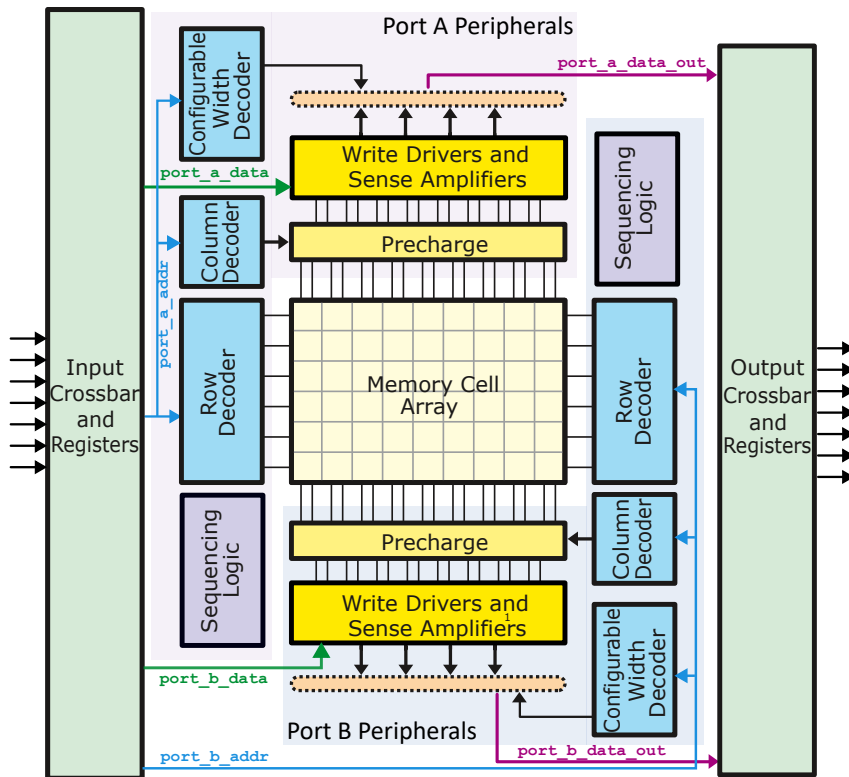 Port A Peripherals
port_a_data_out
Configurable
Width
Decoder
Write Drivers and
Sense Amplifiers
port_a_data
Sequencing
Logic
Column
Decoder
Precharge
port_a_addr
Input
Crossbar
and
Registers
Row
Decoder
Memory Cell
Array
Row
Decoder
Output
Crossbar
and
Registers
Sequencing
Logic
Precharge
Column
Decoder
Write Drivers and
Sense Amplifiers
1
Configurable
Width
Decoder
port_b_data
Port B Peripherals
port_b_addr
port_b_data_out